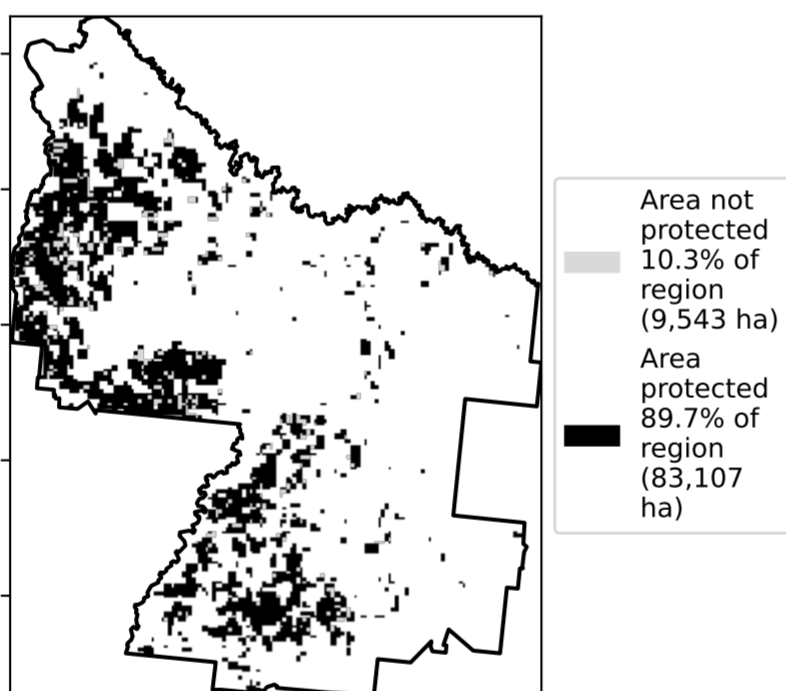 Area not
protected
10.3% of
region
(9,543 ha)
Area
protected
89.7% of
region
(83,107
ha)